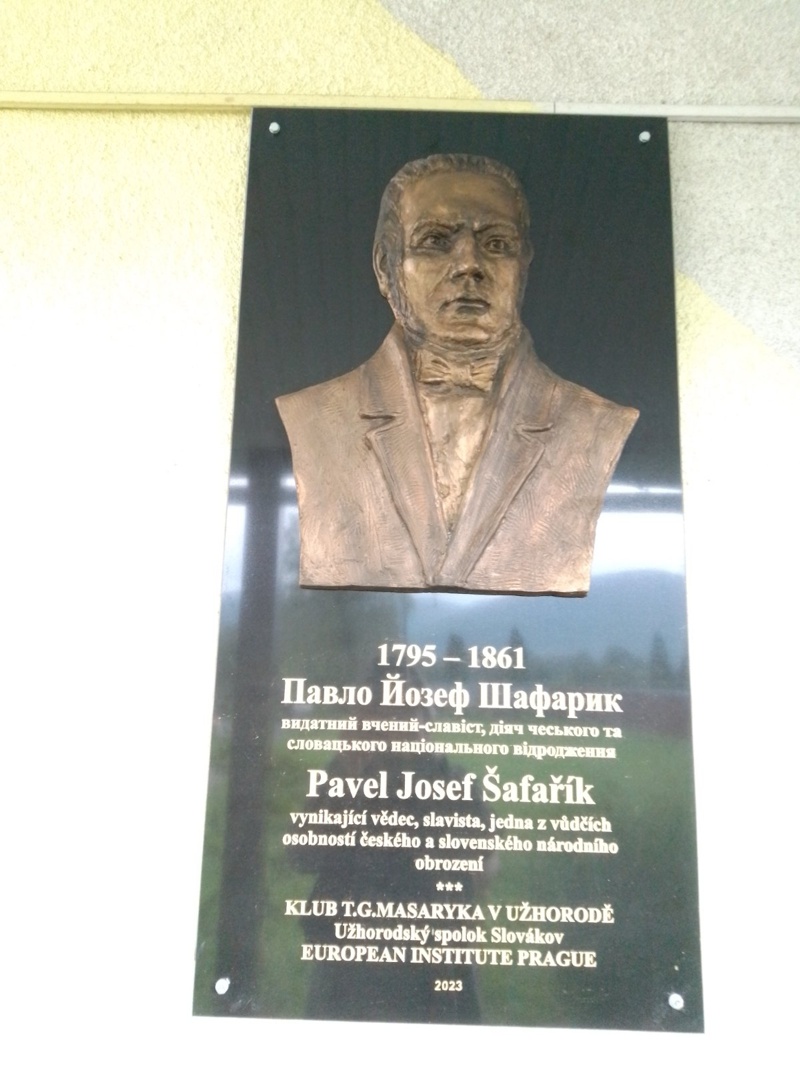 1795 – 1861
Павло Йозеф Шафарик
видатний вчений-славіст, діяч чеського та
словацького національного відродження
Pavel Josef Šafařík
vynikající vědec, slavista, jedna z vůdčích
osobností českého a slovenského národního
obrození
***
KLUB T.G.MASARYKA V UŽHORODĚ
Užhorodský spolok Slovákov
EUROPEAN INSTITUTE PRAGUE
2023